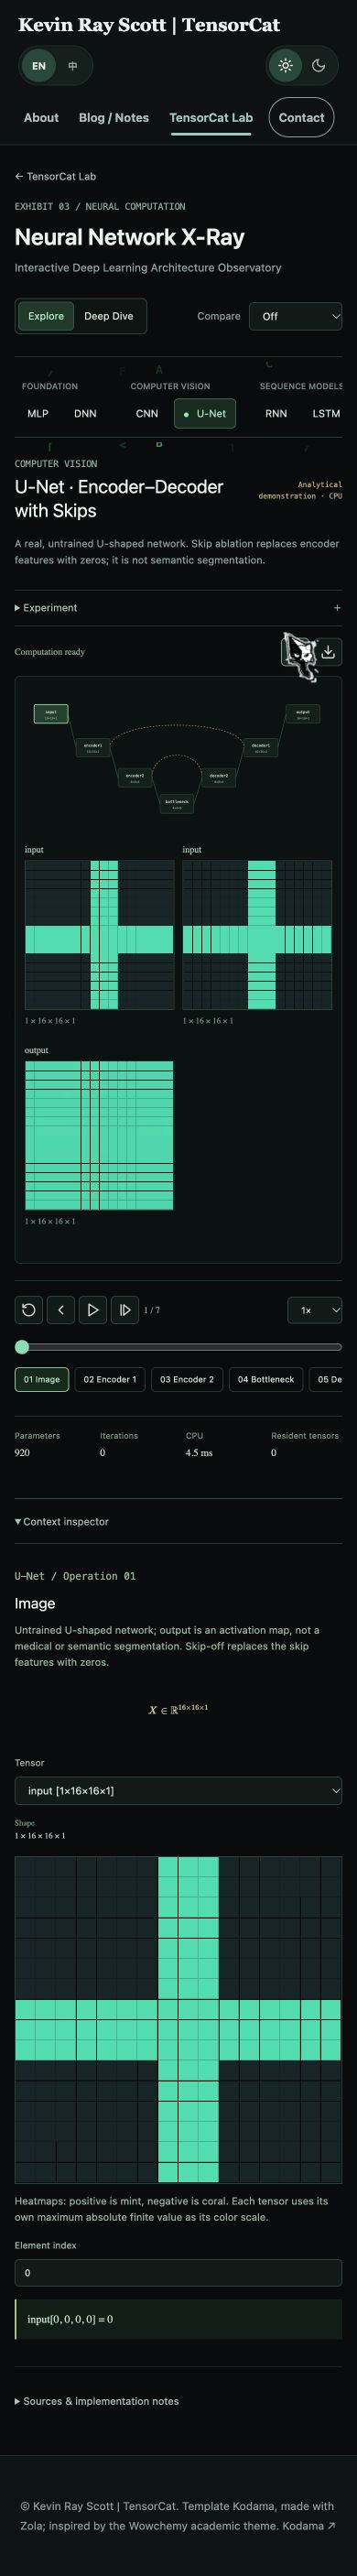 Kevin Ray Scott | TensorCat
EN 中
About Blog / Notes TensorCat Lab Contact
← TensorCat Lab
EXHIBIT 03 / NEURAL COMPUTATION
Neural Network X-Ray
Interactive Deep Learning Architecture Observatory
Explore Deep Dive Compare Off
FOUNDATION COMPUTER VISION SEQUENCE MODELS
MLP DNN CNN U-Net RNN LSTM
COMPUTER VISION
U-Net · Encoder–Decoder
with Skips
Analytical
demonstration · CPU
A real, untrained U-shaped network. Skip ablation replaces encoder
features with zeros; it is not semantic segmentation.
Experiment +
Computation ready
input output
encoder1 decoder1
encoder2 decoder2
bottleneck
input input
1×16×16×1 1×16×16×1
output
1×16×16×1
1 / 7 1×
01 Image 02 Encoder 1 03 Encoder 2 04 Bottleneck 05 De
Parameters Iterations CPU Resident tensors
920 0 4.5 ms 0
Context inspector
U-Net / Operation 01
Image
Untrained U-shaped network; output is an activation map, not a
medical or semantic segmentation. Skip-off replaces the skip
features with zeros.
X ∈ ℝ¹⁶ˣ¹⁶ˣ¹
Tensor
input [1×16×16×1]
Shape
1×16×16×1
Heatmaps: positive is mint, negative is coral. Each tensor uses its
own maximum absolute finite value as its color scale.
Element index
0
input[0, 0, 0, 0] = 0
Sources & implementation notes
© Kevin Ray Scott | TensorCat. Template Kodama, made with
Zola; inspired by the Wowchemy academic theme. Kodama ↗